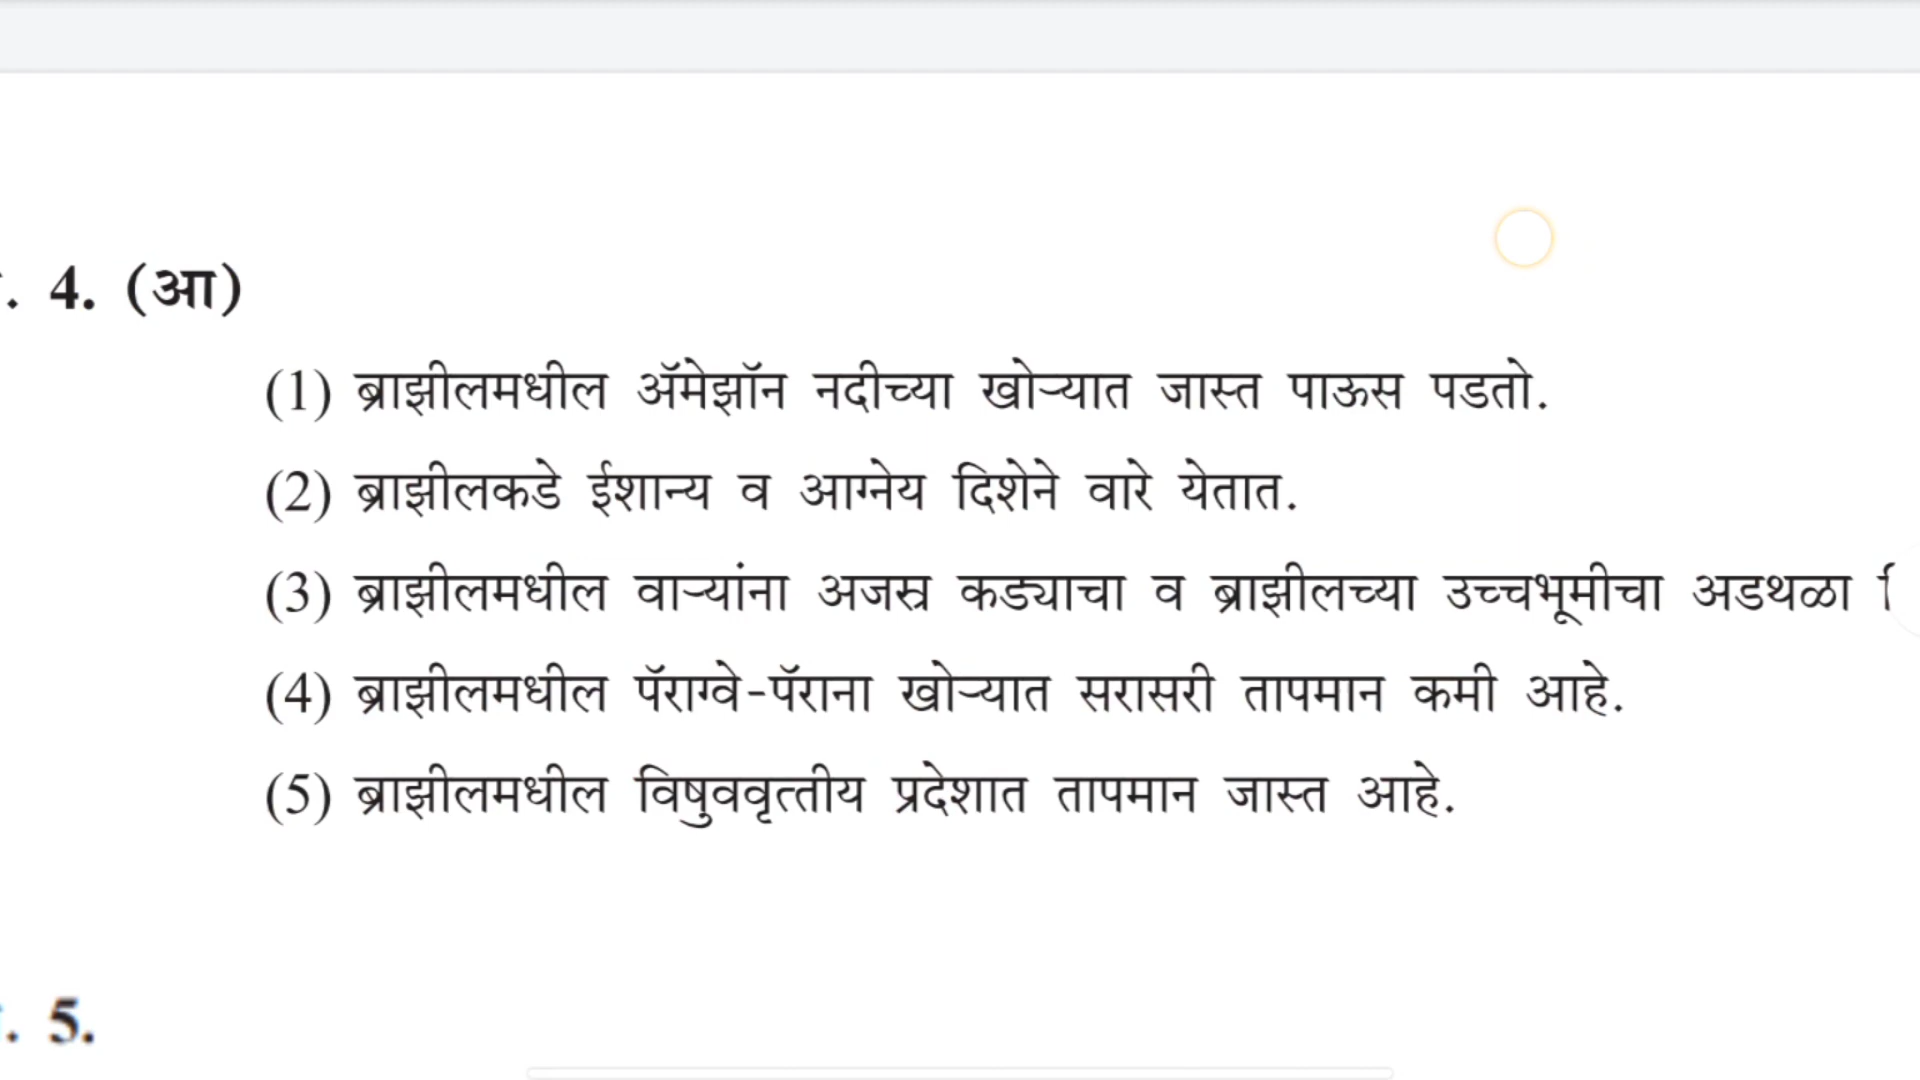 . 4. (आ)
(1) ब्राझीलमधील ॲमेझॉन नदीच्या खोऱ्यात जास्त पाऊस पडतो.
(2) ब्राझीलकडे ईशान्य व आग्नेय दिशेने वारे येतात.
(3) ब्राझीलमधील वाऱ्यांना अजस्र कड्याचा व ब्राझीलच्या उच्चभूमीचा अडथळा
(4) ब्राझीलमधील पॅराग्वे-पॅराना खोऱ्यात सरासरी तापमान कमी आहे.
(5) ब्राझीलमधील विषुववृत्तीय प्रदेशात तापमान जास्त आहे.
. 5.